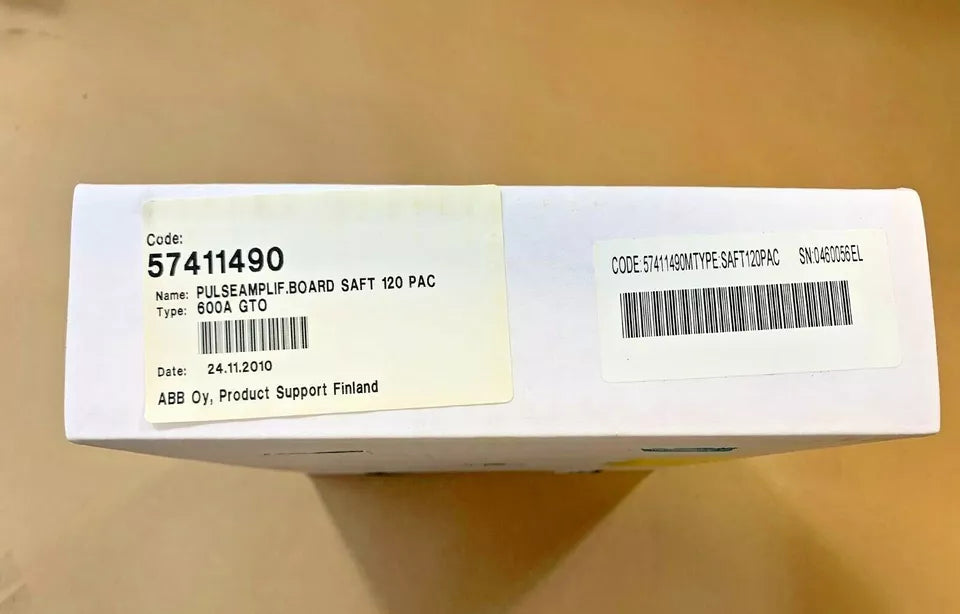 Code:
57411490
Name: PULSEAMPLIF.BOARD SAFT 120 PAC
Type: 600A GTO
Date: 24.11.2010
ABB Oy, Product Support Finland
CODE:57411490MTYPE:SAFT120PAC SN:0460056EL